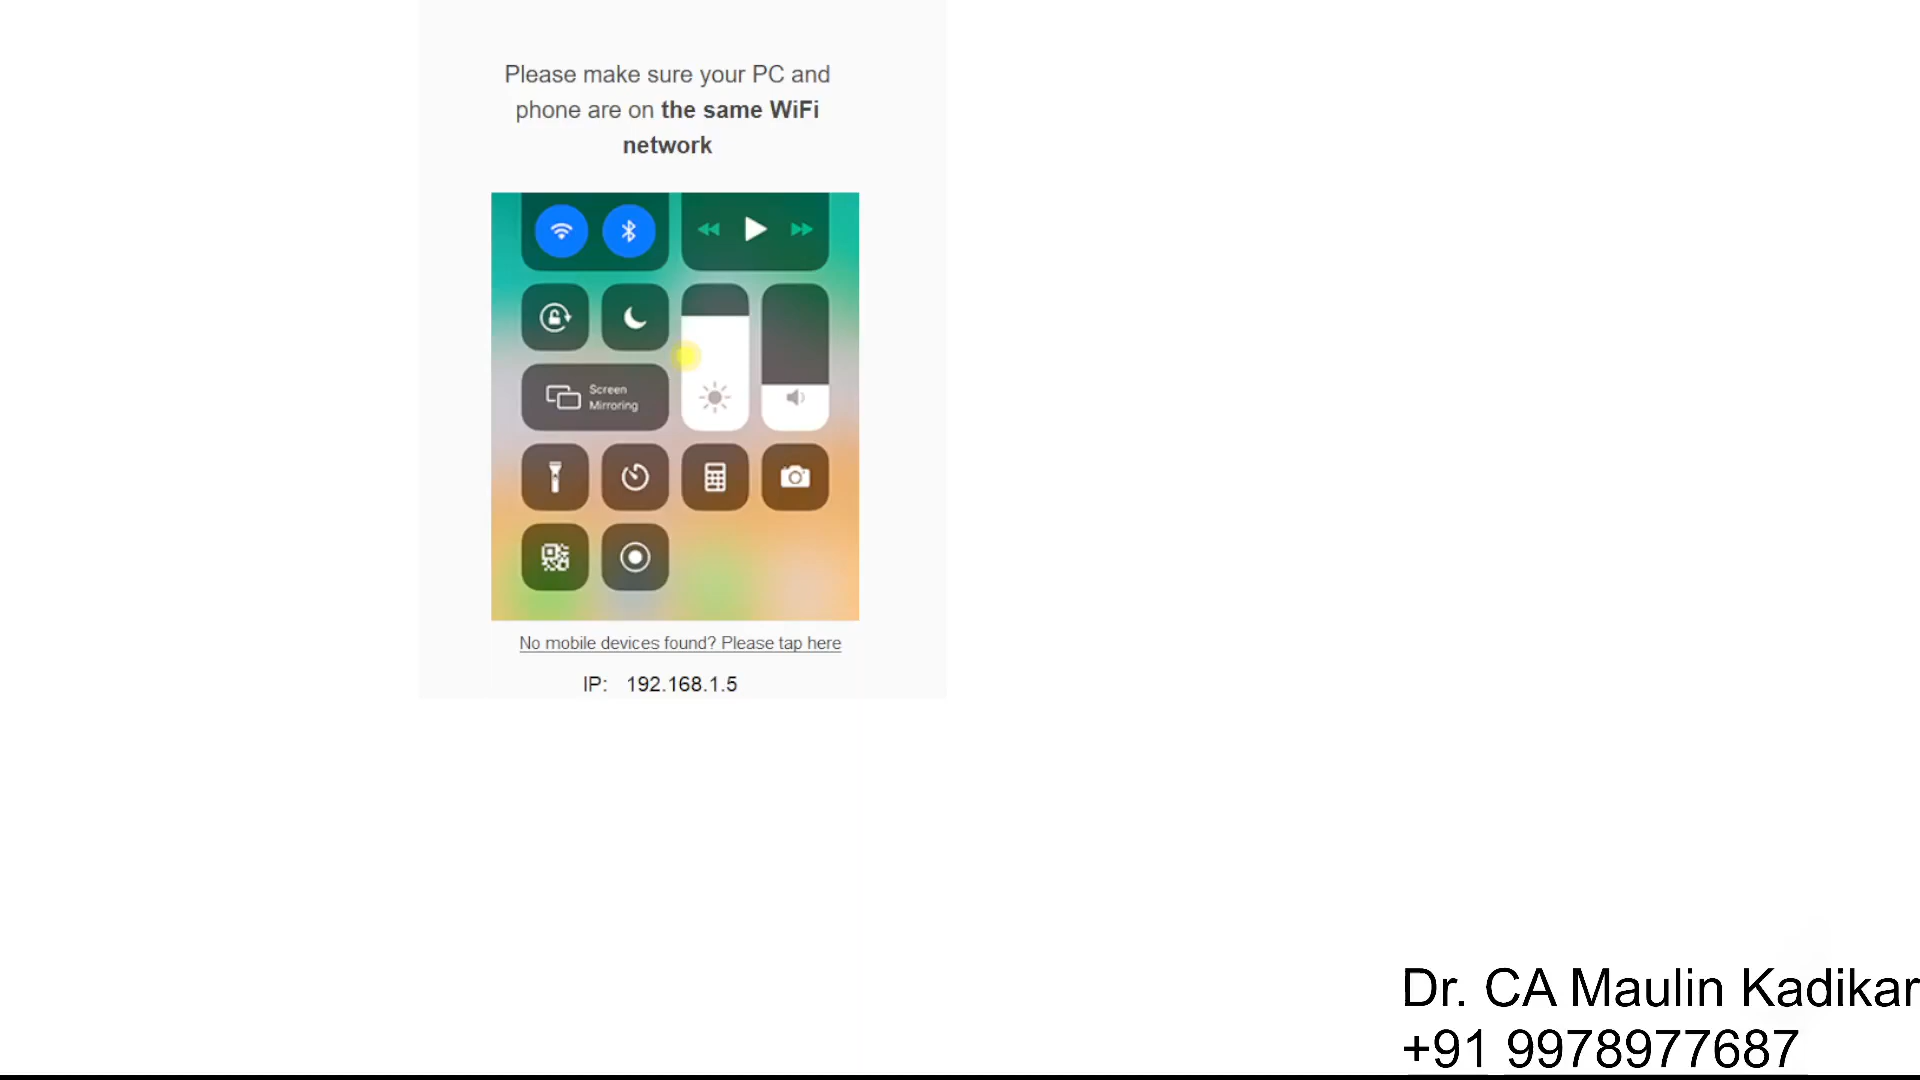 Please make sure your PC and
phone are on the same WiFi
network
Screen
Mirroring
No mobile devices found? Please tap here
IP: 192.168.1.5
Dr. CA Maulin Kadikar
+91 9978977687